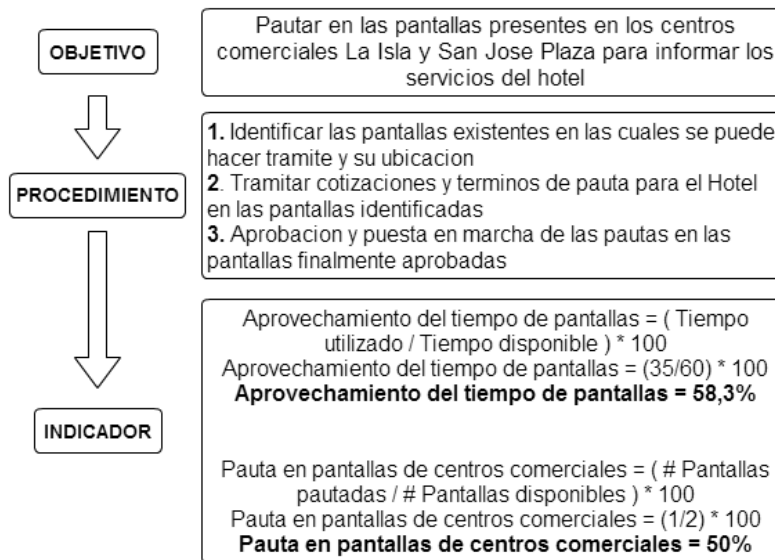 OBJETIVO
Pautar en las pantallas presentes en los centros
comerciales La Isla y San Jose Plaza para informar los
servicios del hotel
PROCEDIMIENTO
1. Identificar las pantallas existentes en las cuales se puede
hacer tramite y su ubicacion
2. Tramitar cotizaciones y terminos de pauta para el Hotel
en las pantallas identificadas
3. Aprobacion y puesta en marcha de las pautas en las
pantallas finalmente aprobadas
INDICADOR
Aprovechamiento del tiempo de pantallas = ( Tiempo
utilizado / Tiempo disponible ) * 100
Aprovechamiento del tiempo de pantallas = (35/60) * 100
Aprovechamiento del tiempo de pantallas = 58,3%
Pauta en pantallas de centros comerciales = ( # Pantallas
pautadas / # Pantallas disponibles ) * 100
Pauta en pantallas de centros comerciales = (1/2) * 100
Pauta en pantallas de centros comerciales = 50%